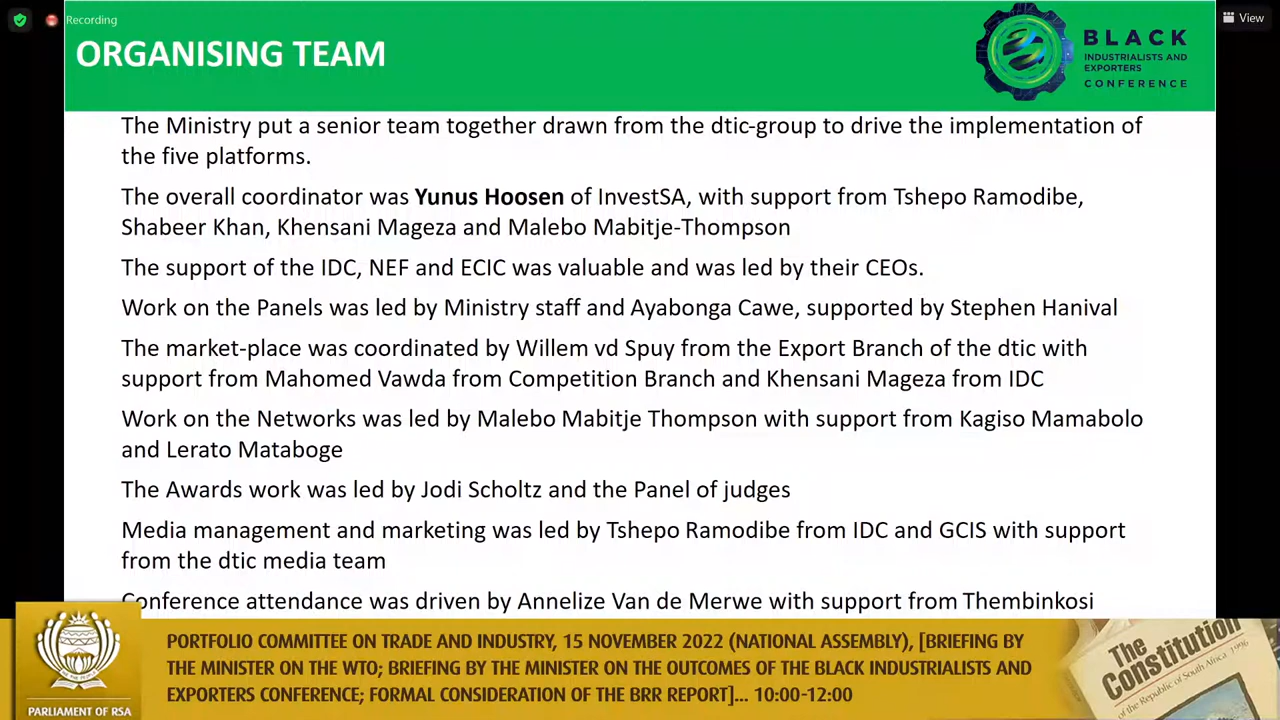 Recording
View
ORGANISING TEAM
BLACK
INDUSTRIALISTS AND
EXPORTERS
CONFERENCE
The Ministry put a senior team together drawn from the dtic-group to drive the implementation of
the five platforms.
The overall coordinator was Yunus Hoosen of InvestSA, with support from Tshepo Ramodibe,
Shabeer Khan, Khensani Mageza and Malebo Mabitje-Thompson
The support of the IDC, NEF and ECIC was valuable and was led by their CEOs.
Work on the Panels was led by Ministry staff and Ayabonga Cawe, supported by Stephen Hanival
The market-place was coordinated by Willem vd Spuy from the Export Branch of the dtic with
support from Mahomed Vawda from Competition Branch and Khensani Mageza from IDC
Work on the Networks was led by Malebo Mabitje Thompson with support from Kagiso Mamabolo
and Lerato Mataboge
The Awards work was led by Jodi Scholtz and the Panel of judges
Media management and marketing was led by Tshepo Ramodibe from IDC and GCIS with support
from the dtic media team
Conference attendance was driven by Annelize Van de Merwe with support from Thembinkosi
PORTFOLIO COMMITTEE ON TRADE AND INDUSTRY, 15 NOVEMBER 2022 (NATIONAL ASSEMBLY), [BRIEFING BY
THE MINISTER ON THE WTO; BRIEFING BY THE MINISTER ON THE OUTCOMES OF THE BLACK INDUSTRIALISTS AND
EXPORTERS CONFERENCE; FORMAL CONSIDERATION OF THE BRR REPORT]... 10:00-12:00
PARLIAMENT OF RSA
The
Constitution
of the Republic of South Africa, 1996